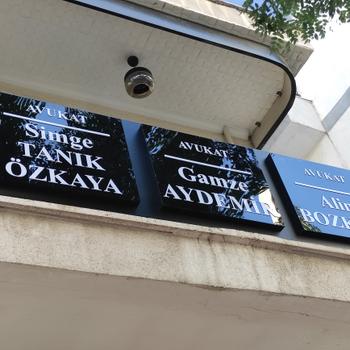 AVUKAT
Simge
TANIK
ÖZKAYA
AVUKAT
Gamze
AYDEMİR
AVUKAT